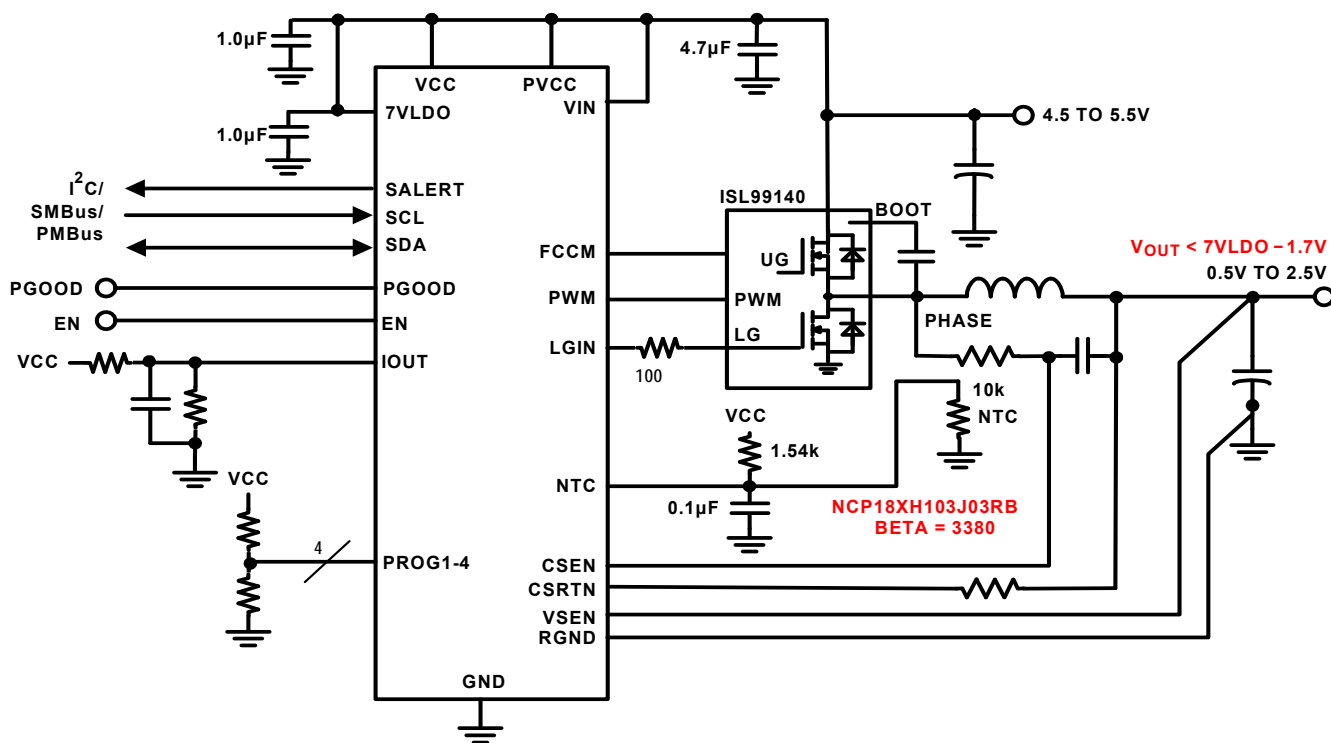 1.0μF
4.7μF
VCC
PVCC
VIN
7VLDO
1.0μF
4.5 TO 5.5V
I2C/
SMBus/
PMBus
SALERT
SCL
SDA
ISL99140
BOOT
FCCM
UG
VOUT < 7VLDO – 1.7V
0.5V TO 2.5V
PGOOD
PGOOD
PWM
PWM
EN
EN
PHASE
LGIN
LG
VCC
IOUT
100
10k
NTC
VCC
1.54k
VCC
NTC
0.1μF
NCP18XH103J03RB
BETA = 3380
4
PROG1-4
CSEN
CSRTN
VSEN
RGND
GND